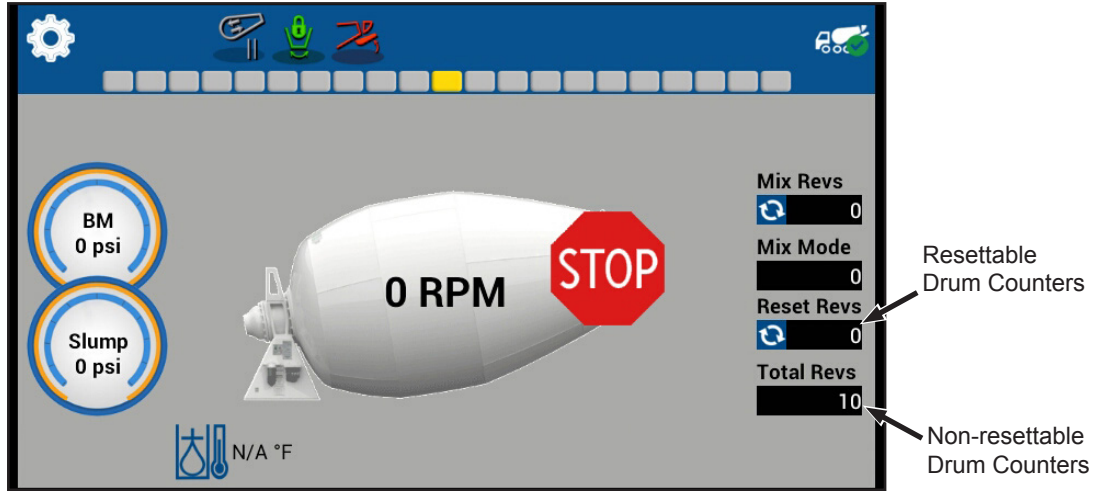 BM
0 psi
Slump
0 psi
0 RPM
STOP
N/A °F
Mix Revs
0
Mix Mode
0
Reset Revs
0
Total Revs
10
Resettable
Drum Counters
Non-resettable
Drum Counters